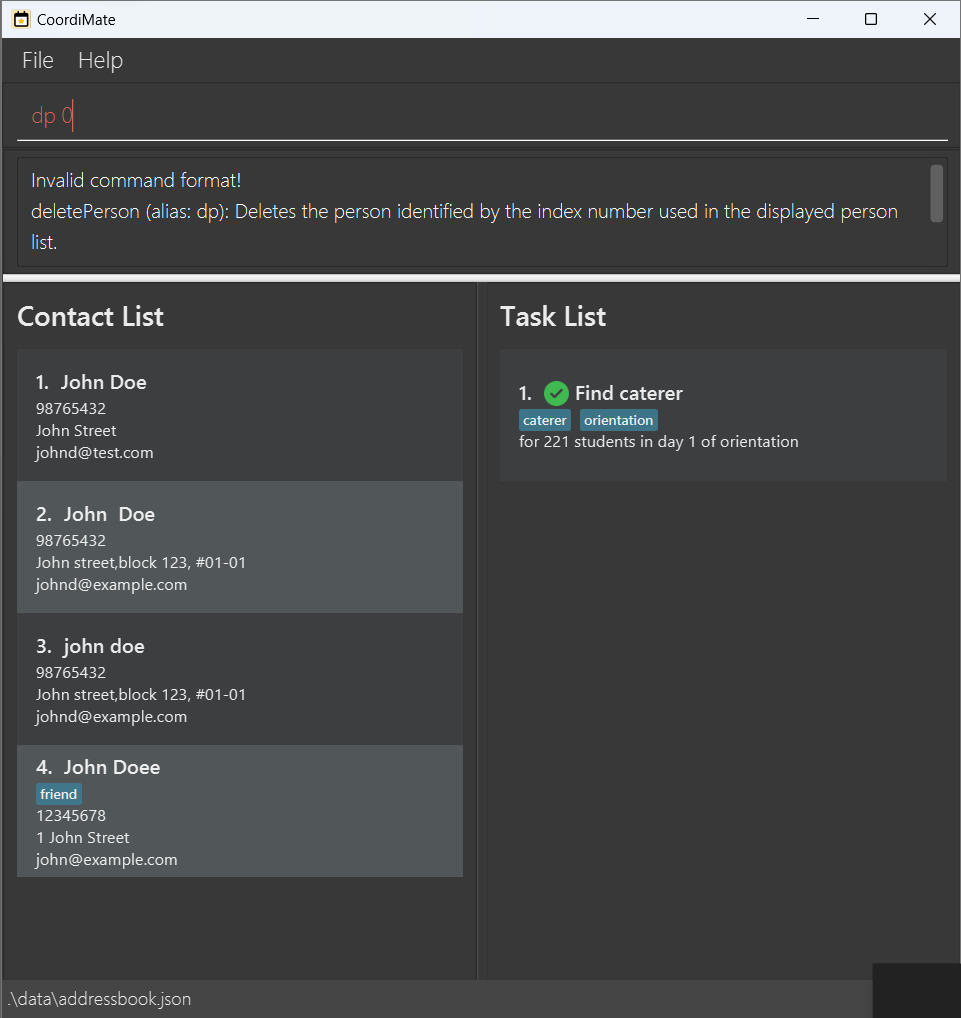 CoordiMate
File Help
dp 0
Invalid command format!
deletePerson (alias: dp): Deletes the person identified by the index number used in the displayed person
list.
Contact List
1. John Doe
98765432
John Street
johnd@test.com
2. John  Doe
98765432
John street,block 123, #01-01
johnd@example.com
3. john doe
98765432
John street,block 123, #01-01
johnd@example.com
4. John Doee
friend
12345678
1 John Street
john@example.com
Task List
1. Find caterer
caterer orientation
for 221 students in day 1 of orientation
.\data\addressbook.json